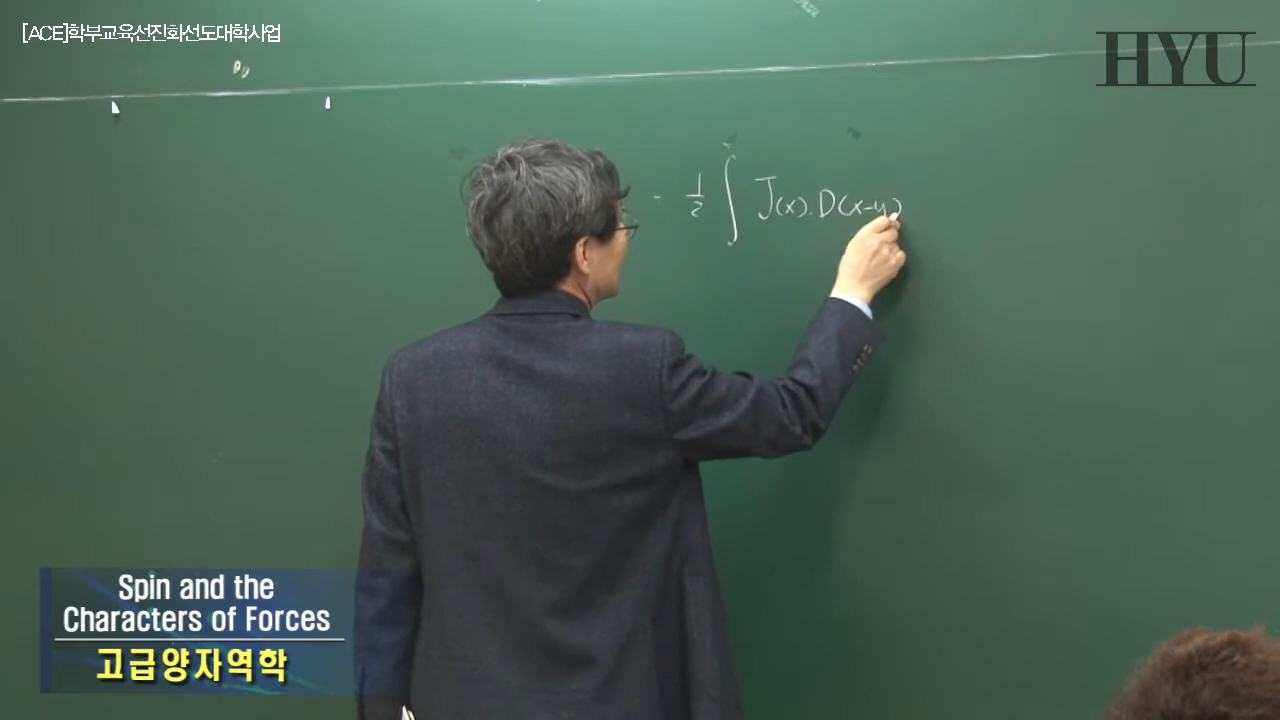 [ACE]학부교육선진화선도대학사업
HYU
- 1/2 ∫ J(x).D(x-y)
Spin and the
Characters of Forces
고급양자역학